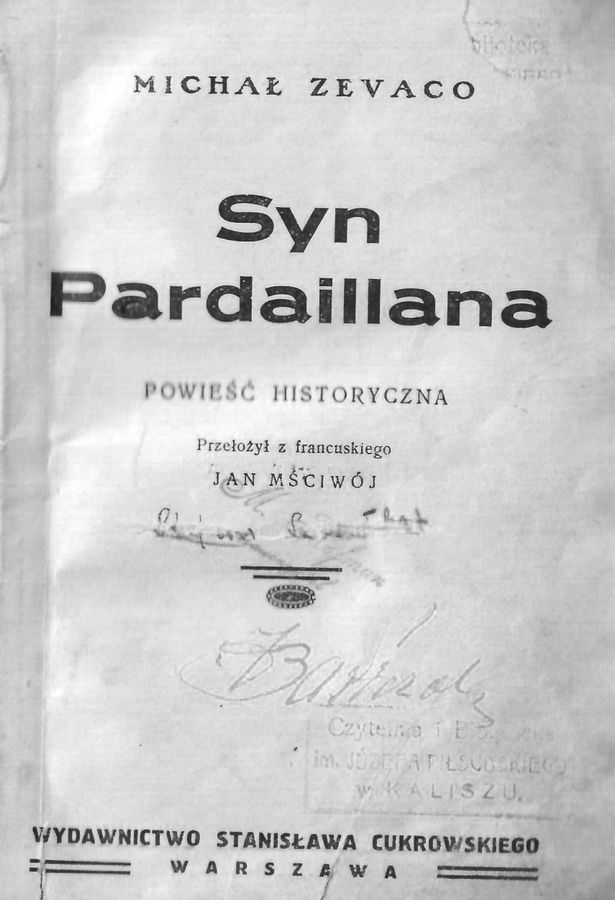 MICHAŁ ZEVACO
Syn
Pardaillana
POWIEŚĆ HISTORYCZNA
Przełożył z francuskiego
JAN MŚCIWÓJ
Czytelnia i
im. JÓZEFA PIŁSUDSKIEGO
w KALISZU.
WYDAWNICTWO STANISŁAWA CUKROWSKIEGO
WARSZAWA